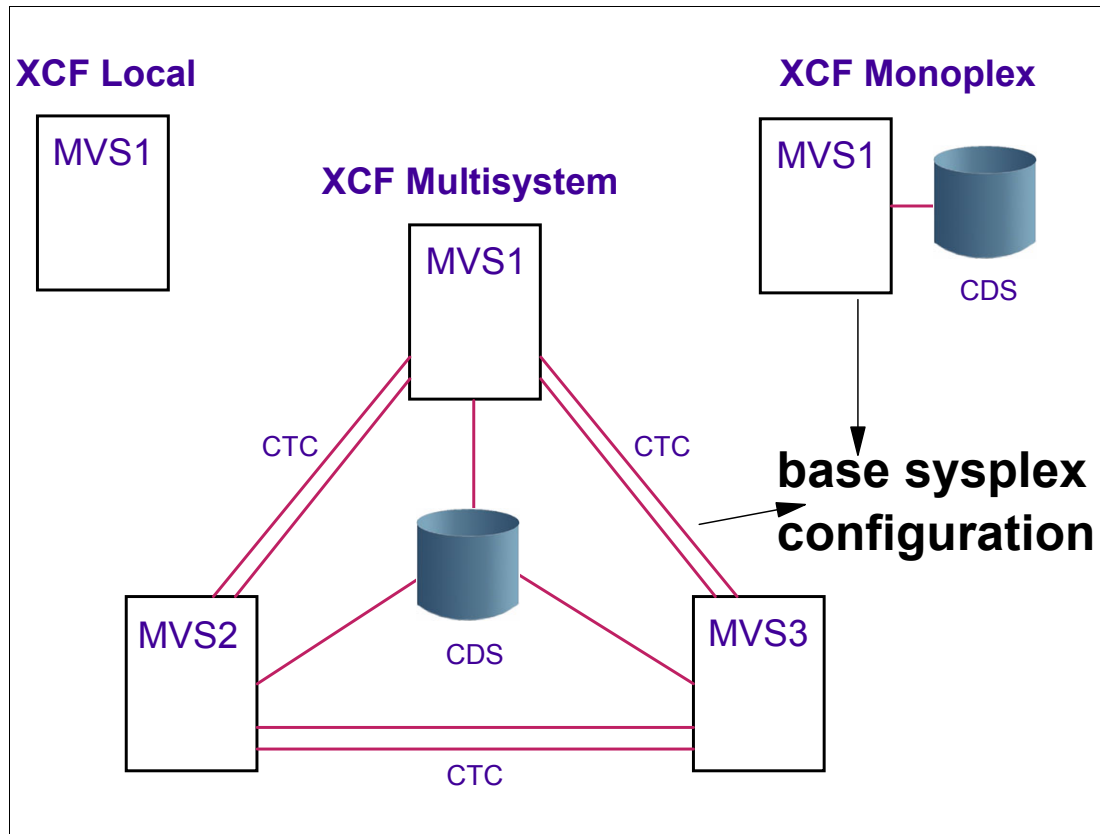 XCF Local
MVS1
XCF Monoplex
MVS1
CDS
XCF Multisystem
MVS1
CTC
CTC
base sysplex
configuration
MVS2
CDS
MVS3
CTC